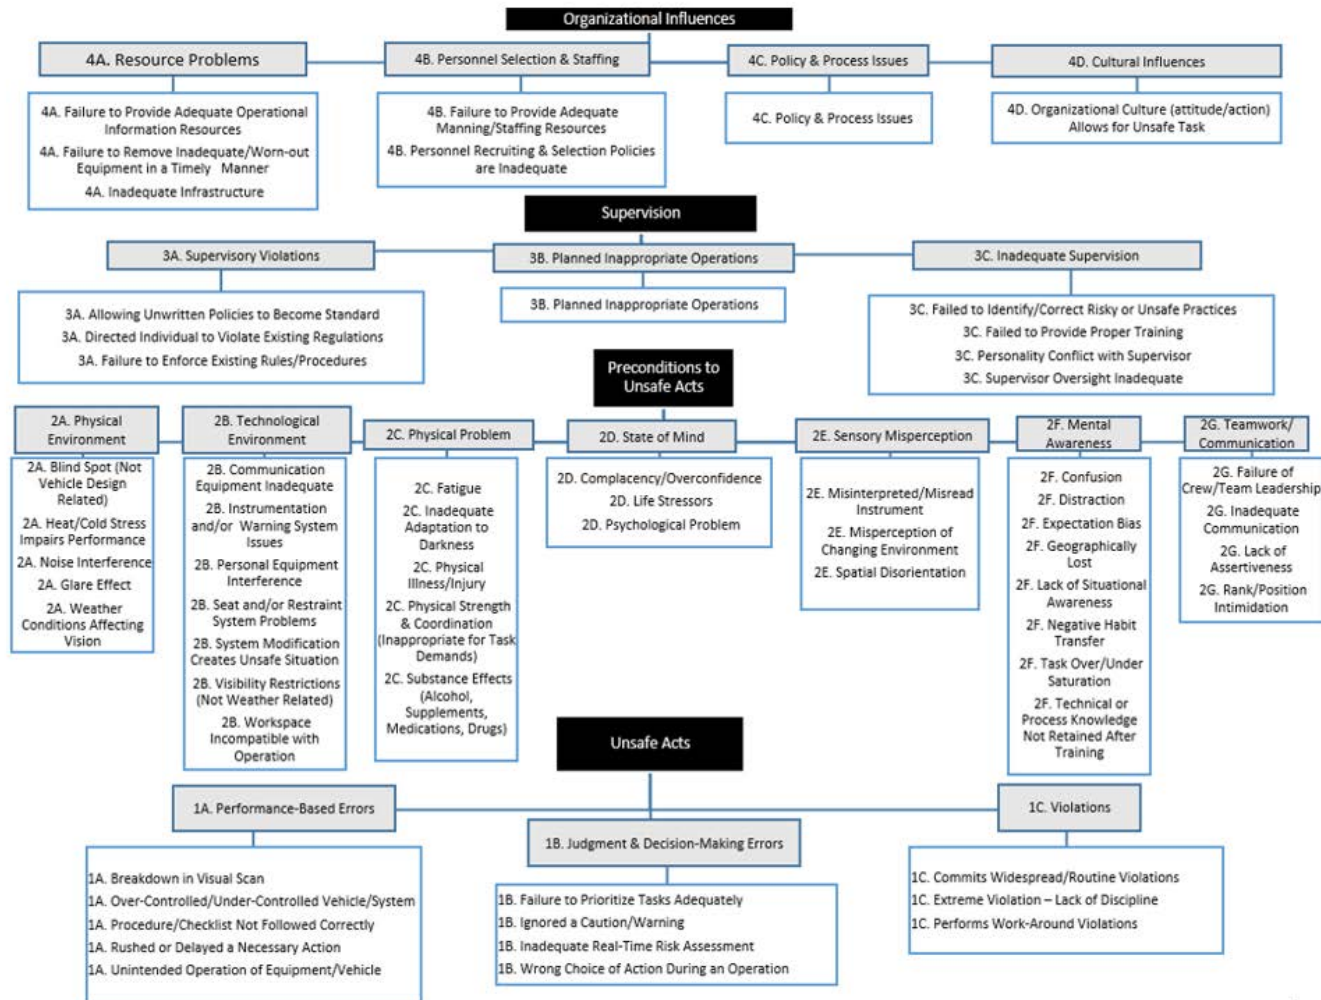 Organizational Influences
4A. Resource Problems
4B. Personnel Selection & Staffing
4C. Policy & Process Issues
4D. Cultural Influences
4A. Failure to Provide Adequate Operational
Information Resources
4A. Failure to Remove Inadequate/Worn-out
Equipment in a Timely Manner
4A. Inadequate Infrastructure
4B. Failure to Provide Adequate
Manning/Staffing Resources
4B. Personnel Recruiting & Selection Policies
are Inadequate
4C. Policy & Process Issues
4D. Organizational Culture (attitude/action)
Allows for Unsafe Task
Supervision
3A. Supervisory Violations
3B. Planned Inappropriate Operations
3C. Inadequate Supervision
3A. Allowing Unwritten Policies to Become Standard
3A. Directed Individual to Violate Existing Regulations
3A. Failure to Enforce Existing Rules/Procedures
3B. Planned Inappropriate Operations
3C. Failed to Identify/Correct Risky or Unsafe Practices
3C. Failed to Provide Proper Training
3C. Personality Conflict with Supervisor
3C. Supervisor Oversight Inadequate
Preconditions to
Unsafe Acts
2A. Physical
Environment
2B. Technological
Environment
2C. Physical Problem
2D. State of Mind
2E. Sensory Misperception
2F. Mental
Awareness
2G. Teamwork/
Communication
2A. Blind Spot (Not
Vehicle Design
Related)
2A. Heat/Cold Stress
Impairs Performance
2A. Noise Interference
2A. Glare Effect
2A. Weather
Conditions Affecting
Vision
2B. Communication
Equipment Inadequate
2B. Instrumentation
and/or Warning System
Issues
2B. Personal Equipment
Interference
2B. Seat and/or Restraint
System Problems
2B. System Modification
Creates Unsafe Situation
2B. Visibility Restrictions
(Not Weather Related)
2B. Workspace
Incompatible with
Operation
2C. Fatigue
2C. Inadequate
Adaptation to
Darkness
2C. Physical
Illness/Injury
2C. Physical Strength
& Coordination
(Inappropriate for Task
Demands)
2C. Substance Effects
(Alcohol,
Supplements,
Medications, Drugs)
2D. Complacency/Overconfidence
2D. Life Stressors
2D. Psychological Problem
2E. Misinterpreted/Misread
Instrument
2E. Misperception of
Changing Environment
2E. Spatial Disorientation
2F. Confusion
2F. Distraction
2F. Expectation Bias
2F. Geographically
Lost
2F. Lack of Situational
Awareness
2F. Negative Habit
Transfer
2F. Task Over/Under
Saturation
2F. Technical or
Process Knowledge
Not Retained After
Training
2G. Failure of
Crew/Team Leadership
2G. Inadequate
Communication
2G. Lack of
Assertiveness
2G. Rank/Position
Intimidation
Unsafe Acts
1A. Performance-Based Errors
1B. Judgment & Decision-Making Errors
1C. Violations
1A. Breakdown in Visual Scan
1A. Over-Controlled/Under-Controlled Vehicle/System
1A. Procedure/Checklist Not Followed Correctly
1A. Rushed or Delayed a Necessary Action
1A. Unintended Operation of Equipment/Vehicle
1B. Failure to Prioritize Tasks Adequately
1B. Ignored a Caution/Warning
1B. Inadequate Real-Time Risk Assessment
1B. Wrong Choice of Action During an Operation
1C. Commits Widespread/Routine Violations
1C. Extreme Violation – Lack of Discipline
1C. Performs Work-Around Violations